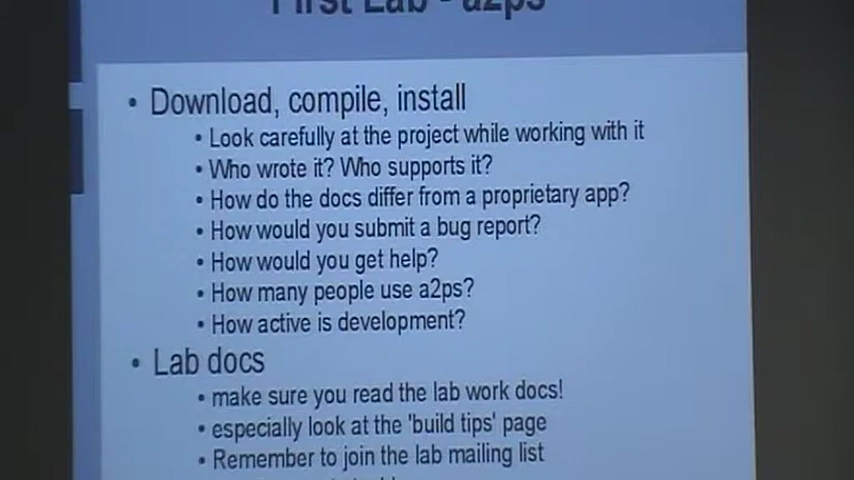 First Lab - a2ps
• Download, compile, install
• Look carefully at the project while working with it
• Who wrote it? Who supports it?
• How do the docs differ from a proprietary app?
• How would you submit a bug report?
• How would you get help?
• How many people use a2ps?
• How active is development?
• Lab docs
• make sure you read the lab work docs!
• especially look at the 'build tips' page
• Remember to join the lab mailing list